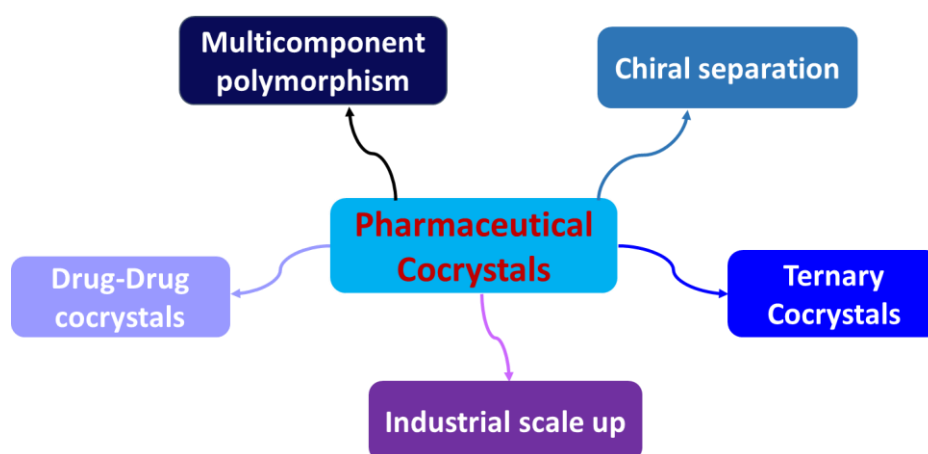 Multicomponent
polymorphism
Chiral separation
Pharmaceutical
Cocrystals
Drug-Drug
cocrystals
Ternary
Cocrystals
Industrial scale up